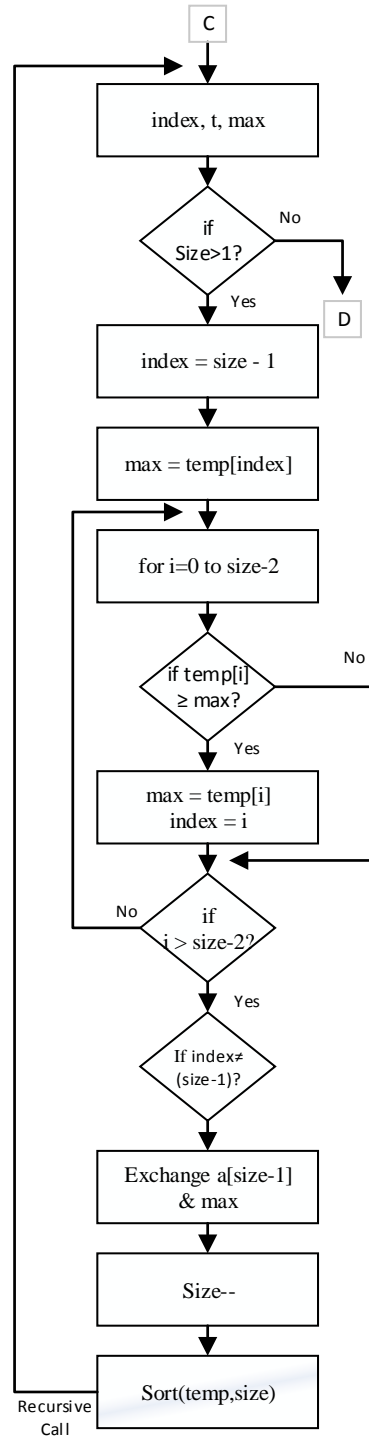 C
index, t, max
if
Size>1?
No
Yes
D
index = size - 1
max = temp[index]
for i=0 to size-2
if temp[i]
≥ max?
No
Yes
max = temp[i]
index = i
No
if
i > size-2?
Yes
If index≠
(size-1)?
Exchange a[size-1]
& max
Size--
Sort(temp,size)
Recursive
Call